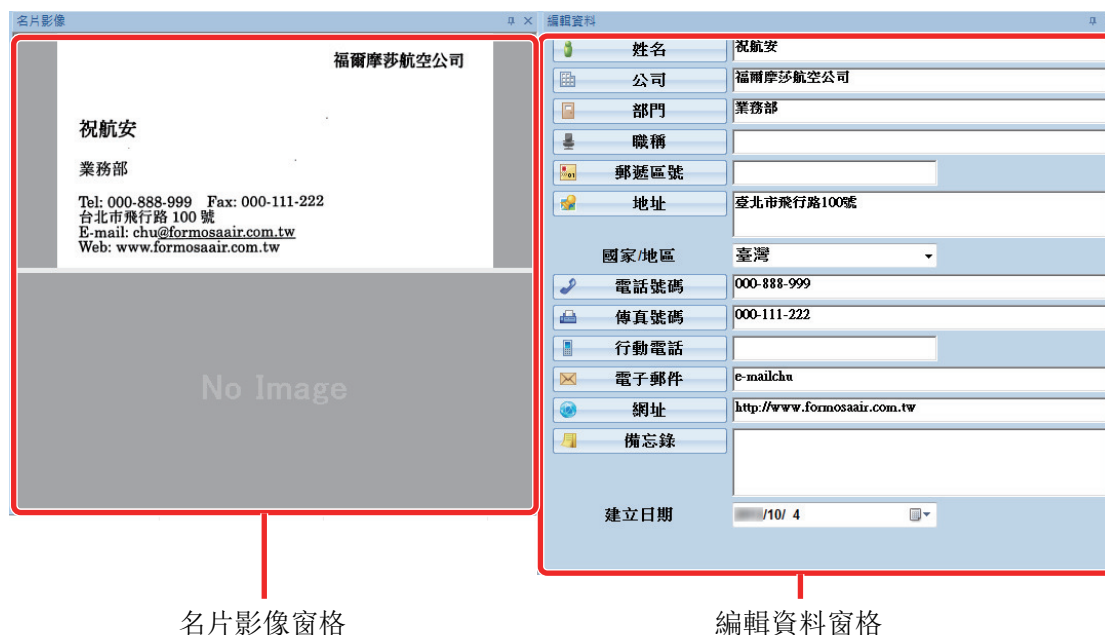 名片影像
福爾摩莎航空公司
祝航安
業務部
Tel: 000-888-999 Fax: 000-111-222
台北市飛行路 100 號
E-mail: chu@formosaair.com.tw
Web: www.formosaair.com.tw
No Image
名片影像窗格
編輯資料
姓名 祝航安
公司 福爾摩莎航空公司
部門 業務部
職稱
郵遞區號
地址 臺北市飛行路100號
國家/地區 臺灣
電話號碼 000-888-999
傳真號碼 000-111-222
行動電話
電子郵件 e-mailchu
網址 http://www.formosaair.com.tw
備忘錄
建立日期 /10/ 4
編輯資料窗格